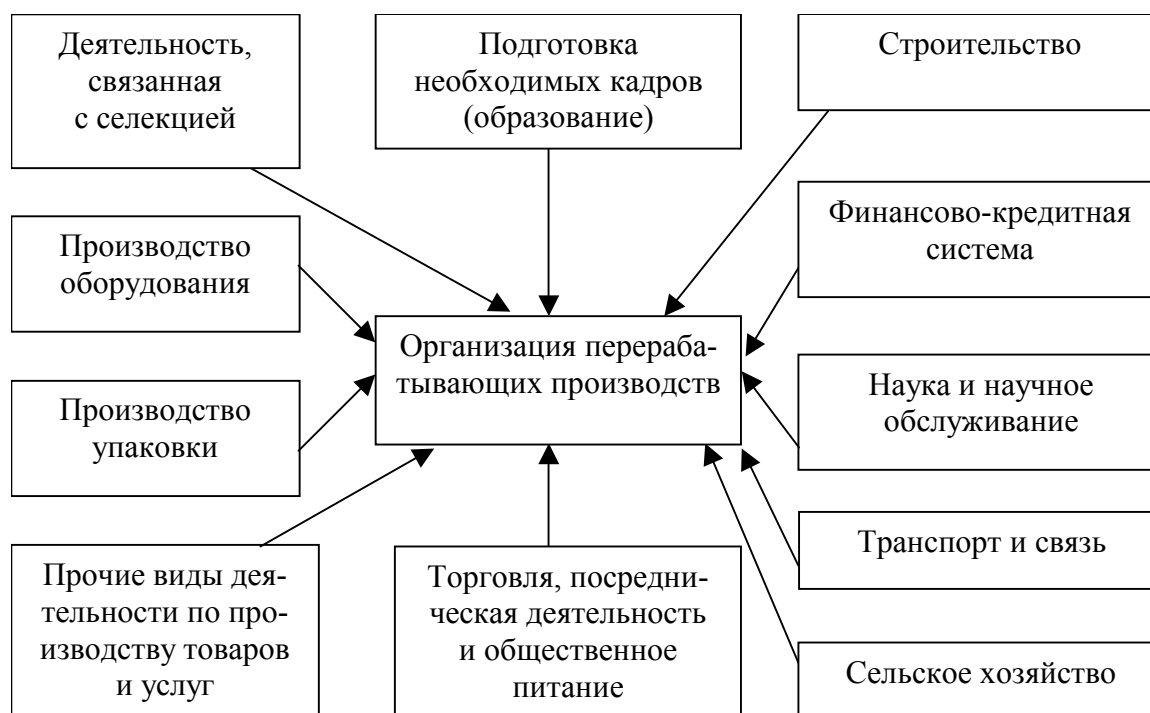 Деятельность,
связанная
с селекцией
Подготовка
необходимых кадров
(образование)
Строительство
Производство
оборудования
Финансово-кредитная
система
Организация перераба-
тывающих производств
Производство
упаковки
Наука и научное
обслуживание
Прочие виды дея-
тельности по про-
изводству товаров
и услуг
Торговля, посредни-
ческая деятельность
и общественное
питание
Транспорт и связь
Сельское хозяйство